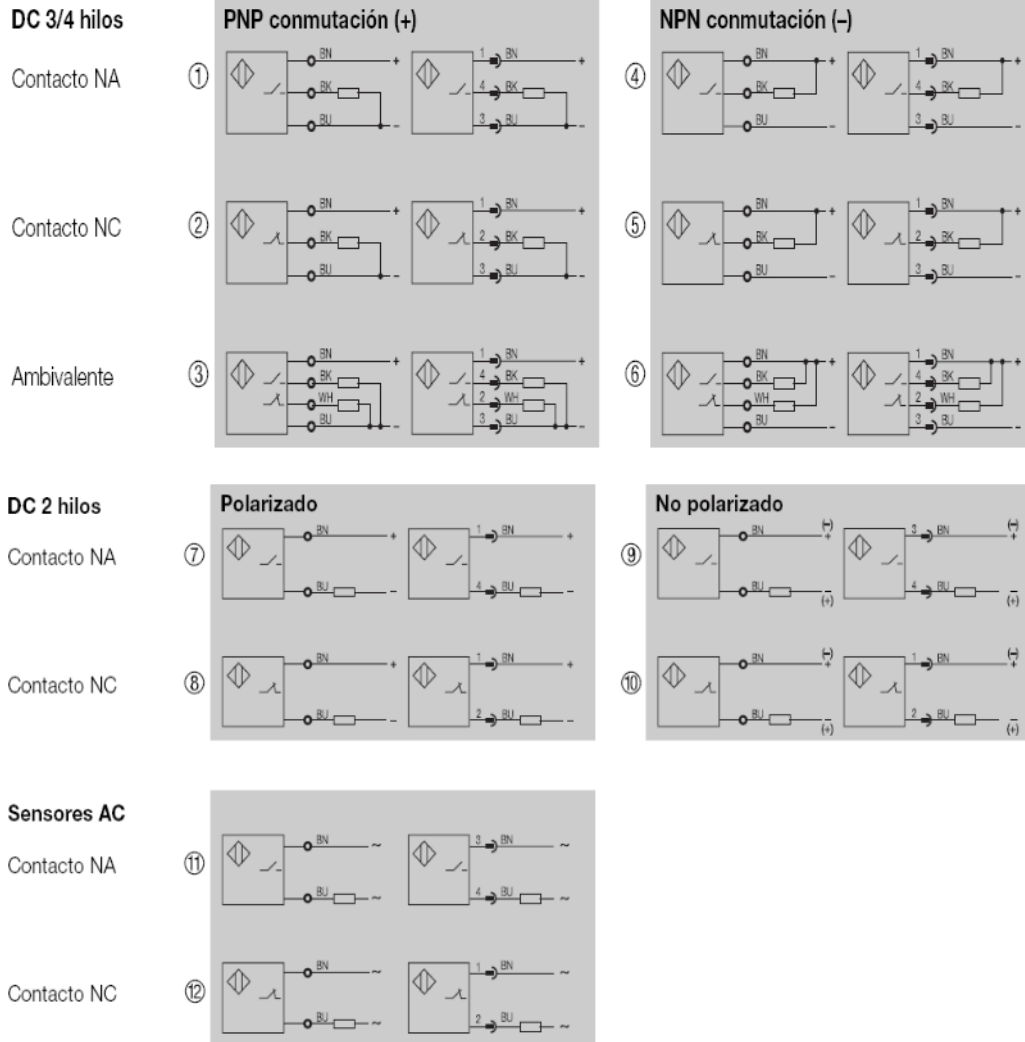 DC 3/4 hilos PNP conmutación (+) NPN conmutación (–)
BN + 1 BN + BN + 1 BN +
Contacto NA ① BK 4 BK ④ BK 4 BK
BU – 3 BU – BU – 3 BU –
BN + 1 BN + BN + 1 BN +
Contacto NC ② BK 2 BK ⑤ BK 2 BK
BU – 3 BU – BU – 3 BU –
BN + 1 BN + BN + 1 BN +
Ambivalente ③ BK 4 BK ⑥ BK 4 BK
WH 2 WH WH 2 WH
BU – 3 BU – BU – 3 BU –
DC 2 hilos Polarizado No polarizado
BN + 1 BN + BN (–) + 3 BN (–) +
Contacto NA ⑦ ⑨
BU – 4 BU – BU – (+) 4 BU – (+)
BN + 1 BN + BN (–) + 1 BN (–) +
Contacto NC ⑧ ⑩
BU – 2 BU – BU – (+) 2 BU – (+)
Sensores AC
BN ~ 3 BN ~
Contacto NA ⑪
BU ~ 4 BU ~
BN ~ 1 BN ~
Contacto NC ⑫
BU ~ 2 BU ~